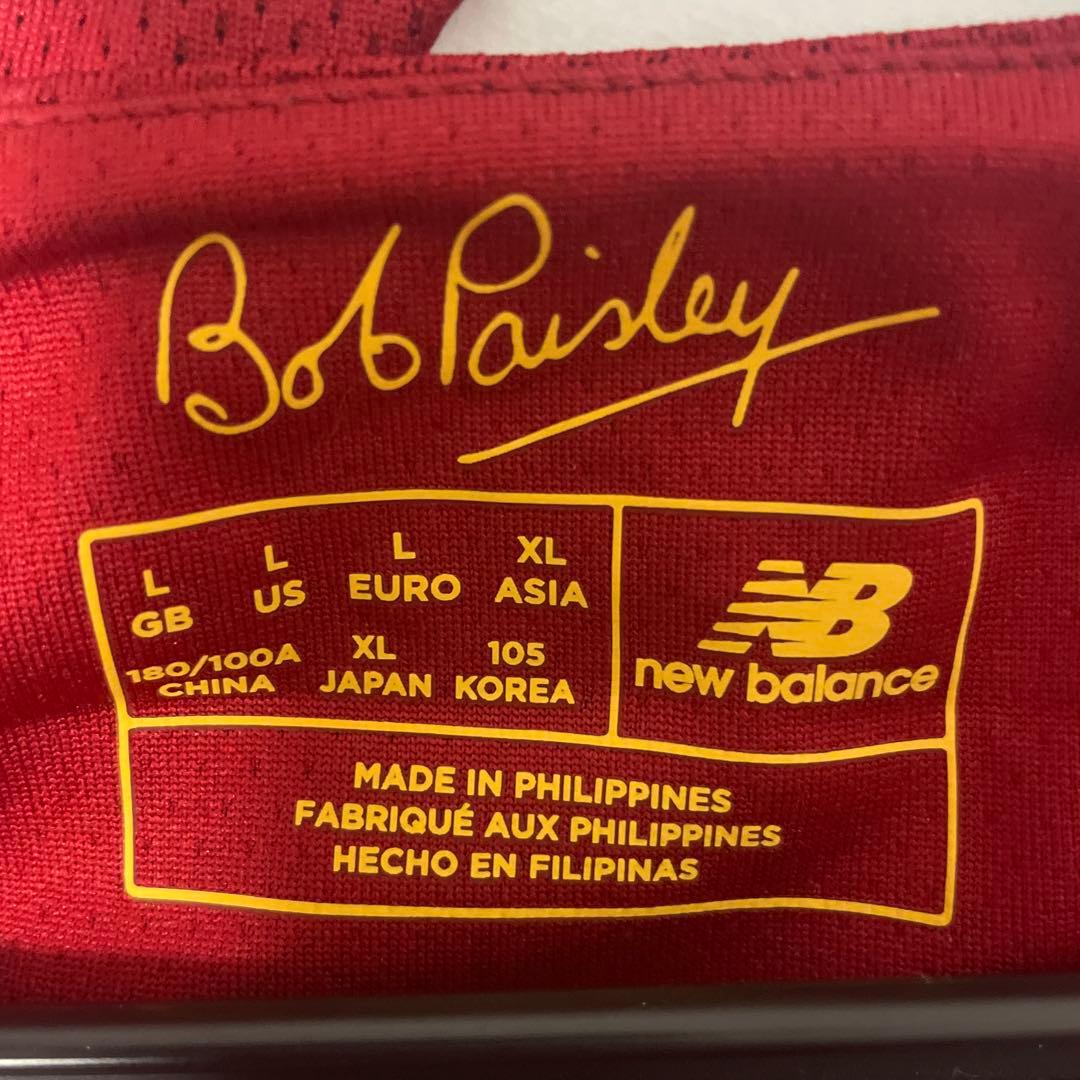 Bob Paisley
L L L XL
GB US EURO ASIA
180/100A XL 105
CHINA JAPAN KOREA
NB
new balance
MADE IN PHILIPPINES
FABRIQUÉ AUX PHILIPPINES
HECHO EN FILIPINAS